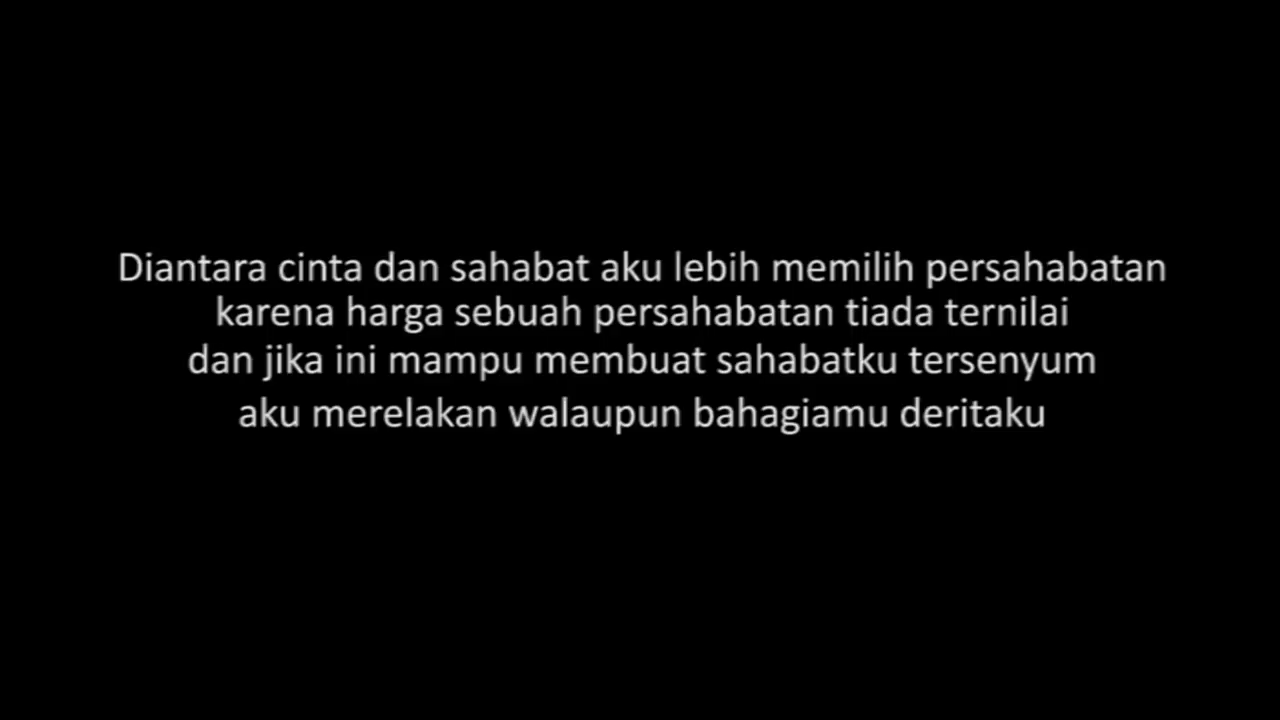 Diantara cinta dan sahabat aku lebih memilih persahabatan
karena harga sebuah persahabatan tiada ternilai
dan jika ini mampu membuat sahabatku tersenyum
aku merelakan walaupun bahagiamu deritaku